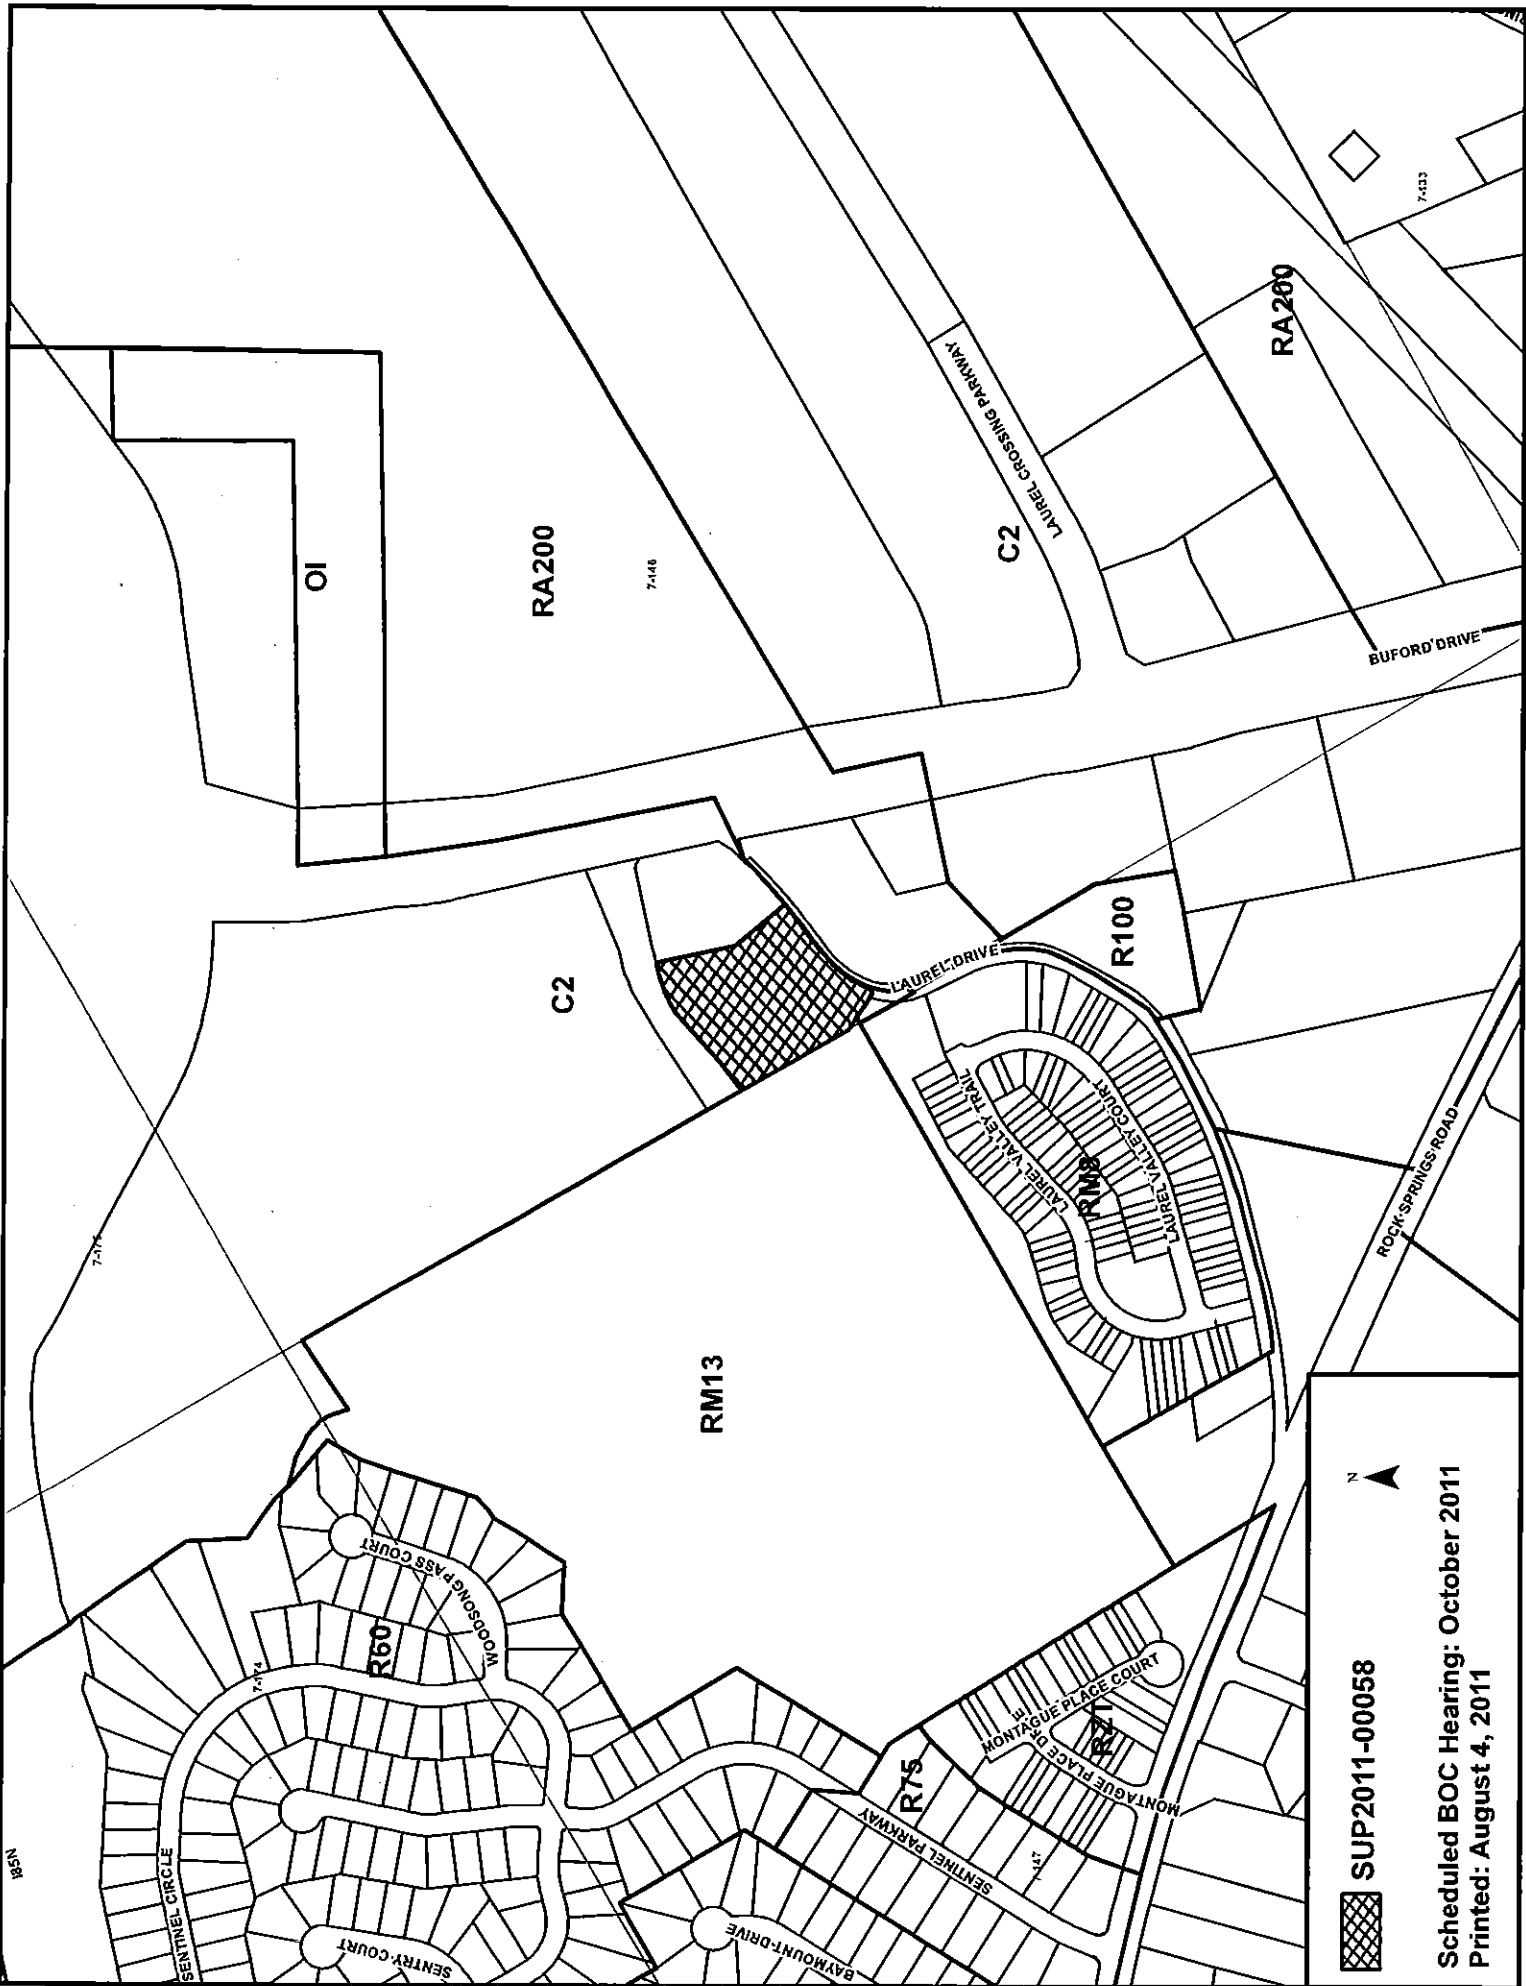 185N
SENTINEL CIRCLE
SENTRY COURT
7-174
R60
WOODSONG PASS COURT
BAYMOUNT-DRIVE
SENTINEL PARKWAY
R75
MONTAGUE PLACE COURT
MONTAGUE PLACE DR
RZT
RM13
C2
OI
RA200
7-146
LAUREL CROSSING PARKWAY
C2
RA200
7-133
BUFORD DRIVE
LAUREL DRIVE
R100
LAUREL VALLEY TRAIL
RM8
LAUREL VALLEY COURT
ROCK SPRINGS ROAD
N
SUP2011-00058
Scheduled BOC Hearing: October 2011
Printed: August 4, 2011